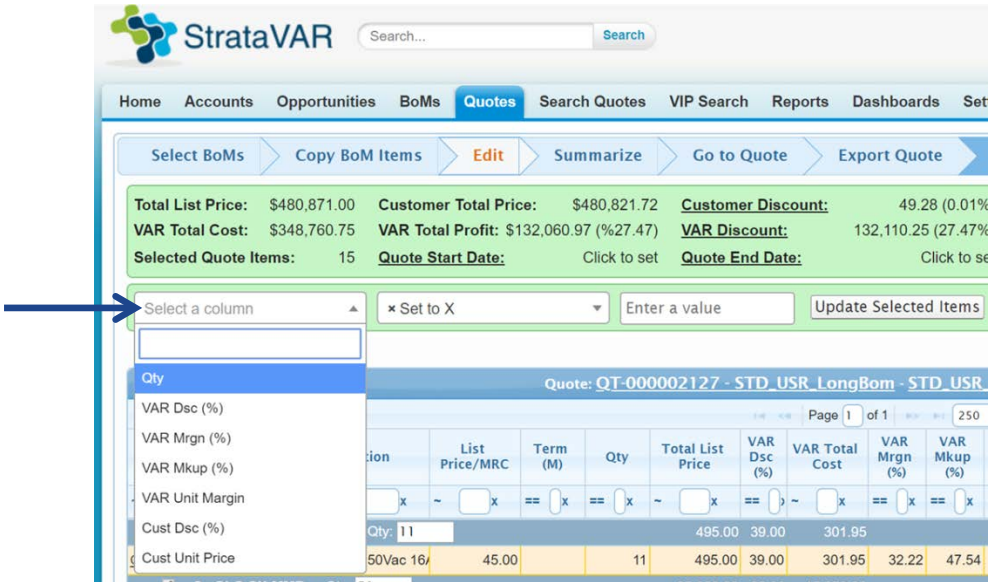 StrataVAR Search... Search
Home Accounts Opportunities BoMs Quotes Search Quotes VIP Search Reports Dashboards
Select BoMs Copy BoM Items Edit Summarize Go to Quote Export Quote
Total List Price: $480,871.00 Customer Total Price: $480,821.72 Customer Discount: 49.28 (0.01%
VAR Total Cost: $348,760.75 VAR Total Profit: $132,060.97 (%27.47) VAR Discount: 132,110.25 (27.47%
Selected Quote Items: 15 Quote Start Date: Click to set Quote End Date: Click to se
Select a column × Set to X Enter a value Update Selected Items
Qty
VAR Dsc (%)
VAR Mrgn (%)
VAR Mkup (%)
VAR Unit Margin
Cust Dsc (%)
Cust Unit Price
Quote: QT-000002127 - STD_USR_LongBom - STD_USR_
Page 1 of 1 250
tion List Price/MRC Term (M) Qty Total List Price VAR Dsc (%) VAR Total Cost VAR Mrgn (%) VAR Mkup (%)
x ~ x == x == x ~ x == ~ x == x == x
Qty: 11 495.00 39.00 301.95
50Vac 16A 45.00 11 495.00 39.00 301.95 32.22 47.54